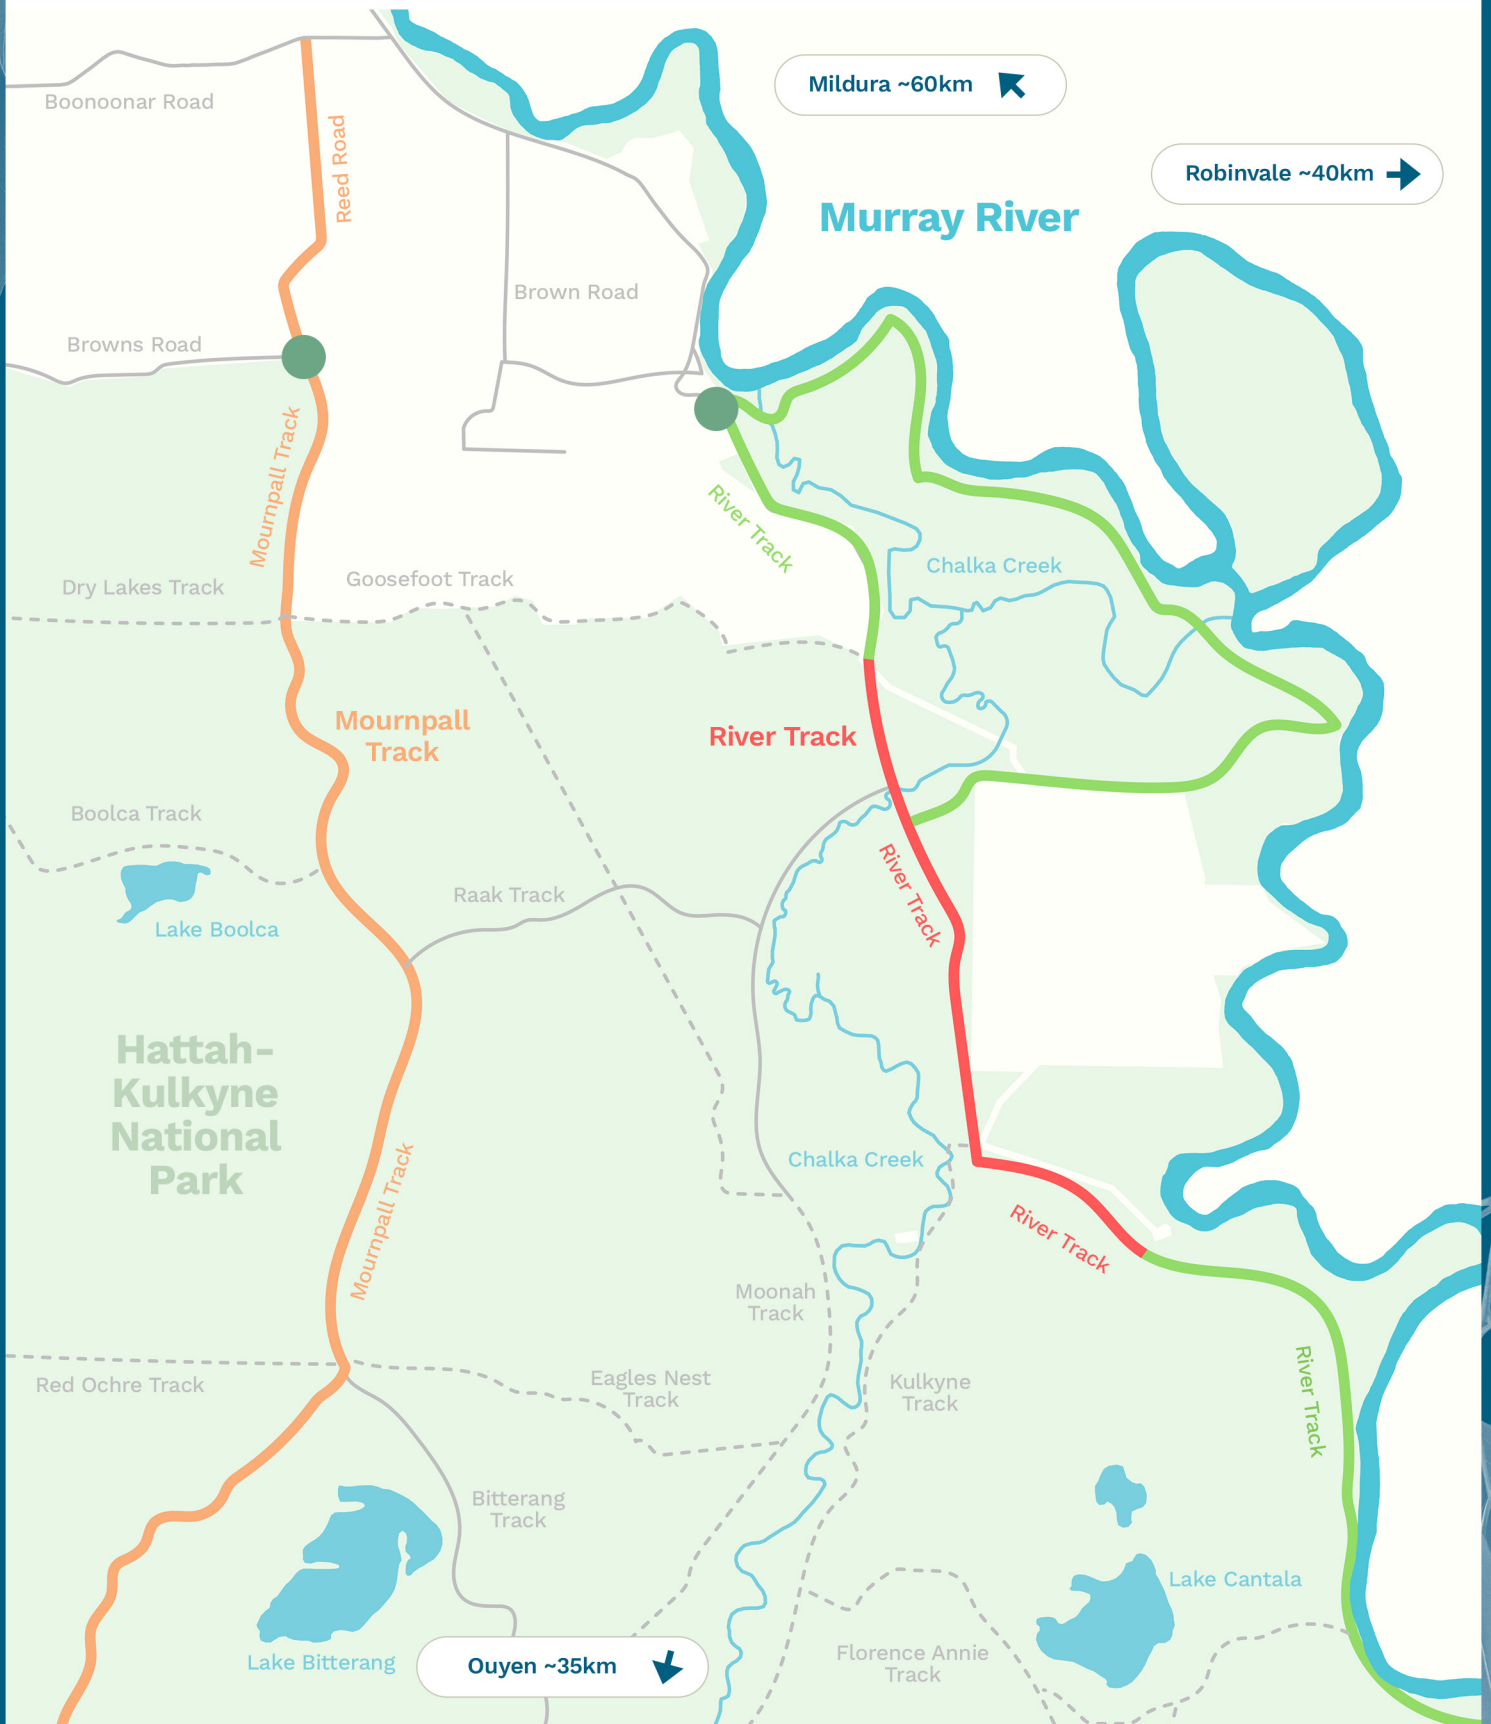 Mildura ~60km
Boonoonar Road
Reed Road
Robinvale ~40km
Murray River
Brown Road
Browns Road
Mournpall Track
River Track
Chalka Creek
Dry Lakes Track
Goosefoot Track
Mournpall
Track
River Track
Boolca Track
Raak Track
River Track
Lake Boolca
Hattah-
Kulkyne
National
Park
Mournpall Track
Chalka Creek
River Track
Moonah
Track
Red Ochre Track
Eagles Nest
Track
Kulkyne
Track
River Track
Bitterang
Track
Lake Cantala
Lake Bitterang
Ouyen ~35km
Florence Annie
Track